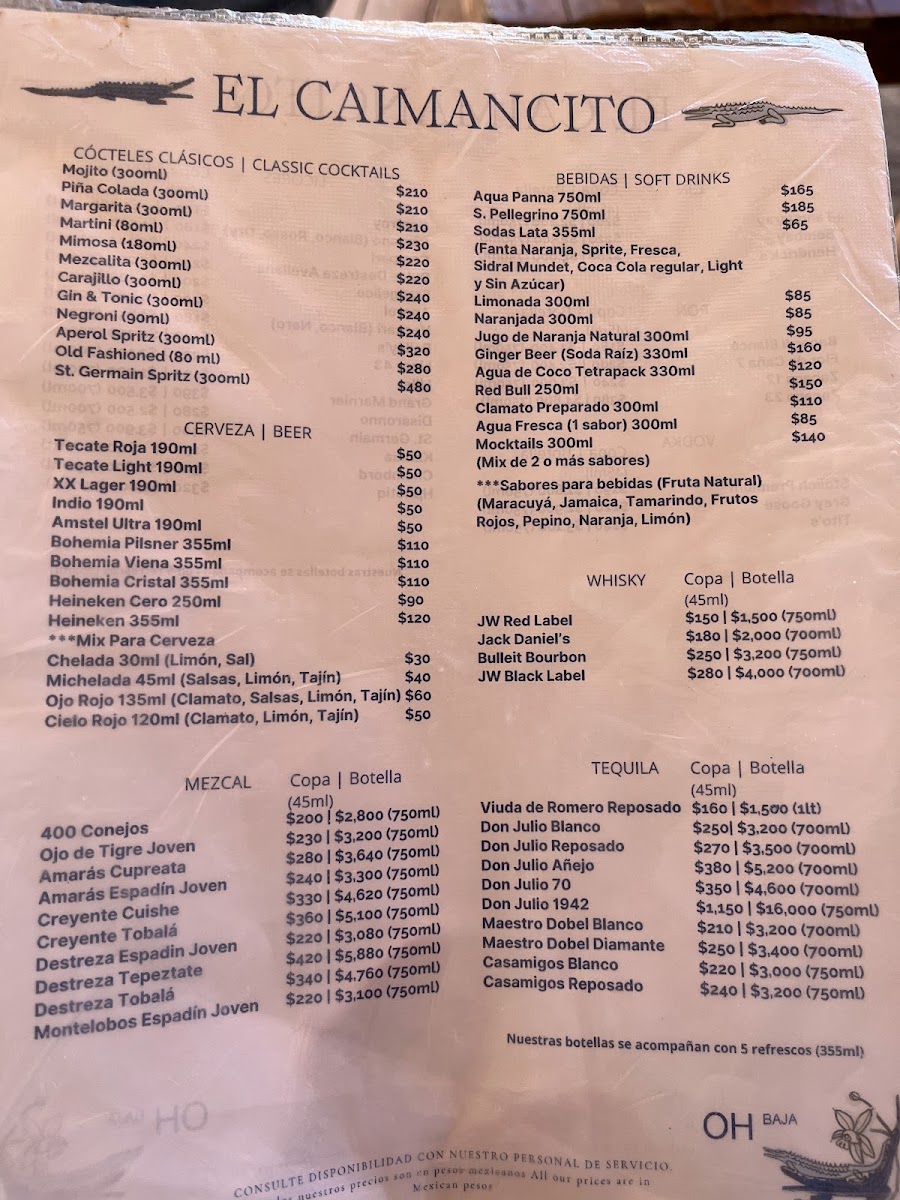 EL CAIMANCITO
CÓCTELES CLÁSICOS | CLASSIC COCKTAILS
Mojito (300ml) $210
Piña Colada (300ml) $210
Margarita (300ml) $210
Martini (80ml) $230
Mimosa (180ml) $220
Mezcalita (300ml) $220
Carajillo (300ml) $240
Gin & Tonic (300ml) $240
Negroni (90ml) $240
Aperol Spritz (300ml) $320
Old Fashioned (80 ml) $280
St. Germain Spritz (300ml) $480
CERVEZA | BEER
Tecate Roja 190ml $50
Tecate Light 190ml $50
XX Lager 190ml $50
Indio 190ml $50
Amstel Ultra 190ml $50
Bohemia Pilsner 355ml $110
Bohemia Viena 355ml $110
Bohemia Cristal 355ml $110
Heineken Cero 250ml $90
Heineken 355ml $120
***Mix Para Cerveza
Chelada 30ml (Limón, Sal) $30
Michelada 45ml (Salsas, Limón, Tajín) $40
Ojo Rojo 135ml (Clamato, Salsas, Limón, Tajín) $60
Cielo Rojo 120ml (Clamato, Limón, Tajín) $50
BEBIDAS | SOFT DRINKS
Aqua Panna 750ml $165
S. Pellegrino 750ml $185
Sodas Lata 355ml $65
(Fanta Naranja, Sprite, Fresca,
Sidral Mundet, Coca Cola regular, Light
y Sin Azúcar)
Limonada 300ml $85
Naranjada 300ml $85
Jugo de Naranja Natural 300ml $95
Ginger Beer (Soda Raíz) 330ml $160
Agua de Coco Tetrapack 330ml $120
Red Bull 250ml $150
Clamato Preparado 300ml $110
Agua Fresca (1 sabor) 300ml $85
Mocktails 300ml $140
(Mix de 2 o más sabores)
***Sabores para bebidas (Fruta Natural)
(Maracuyá, Jamaica, Tamarindo, Frutos
Rojos, Pepino, Naranja, Limón)
WHISKY Copa | Botella
(45ml)
JW Red Label $150 | $1,500 (750ml)
Jack Daniel's $180 | $2,000 (700ml)
Bulleit Bourbon $250 | $3,200 (750ml)
JW Black Label $280 | $4,000 (700ml)
MEZCAL Copa | Botella
(45ml)
400 Conejos $200 | $2,800 (750ml)
Ojo de Tigre Joven $230 | $3,200 (750ml)
Amarás Cupreata $280 | $3,640 (750ml)
Amarás Espadín Joven $240 | $3,300 (750ml)
Creyente Cuishe $330 | $4,620 (750ml)
Creyente Tobalá $360 | $5,100 (750ml)
Destreza Espadin Joven $220 | $3,080 (750ml)
Destreza Tepeztate $420 | $5,880 (750ml)
Destreza Tobalá $340 | $4,760 (750ml)
Montelobos Espadín Joven $220 | $3,100 (750ml)
TEQUILA Copa | Botella
(45ml)
Viuda de Romero Reposado $160 | $1,500 (1lt)
Don Julio Blanco $250| $3,200 (700ml)
Don Julio Reposado $270 | $3,500 (700ml)
Don Julio Añejo $380 | $5,200 (700ml)
Don Julio 70 $350 | $4,600 (700ml)
Don Julio 1942 $1,150 | $16,000 (750ml)
Maestro Dobel Blanco $210 | $3,200 (700ml)
Maestro Dobel Diamante $250 | $3,400 (700ml)
Casamigos Blanco $220 | $3,000 (750ml)
Casamigos Reposado $240 | $3,200 (750ml)
Nuestras botellas se acompañan con 5 refrescos (355ml)
OH BAJA
CONSULTE DISPONIBILIDAD CON NUESTRO PERSONAL DE SERVICIO.
nuestros precios son en pesos mexicanos All our prices are in
Mexican pesos